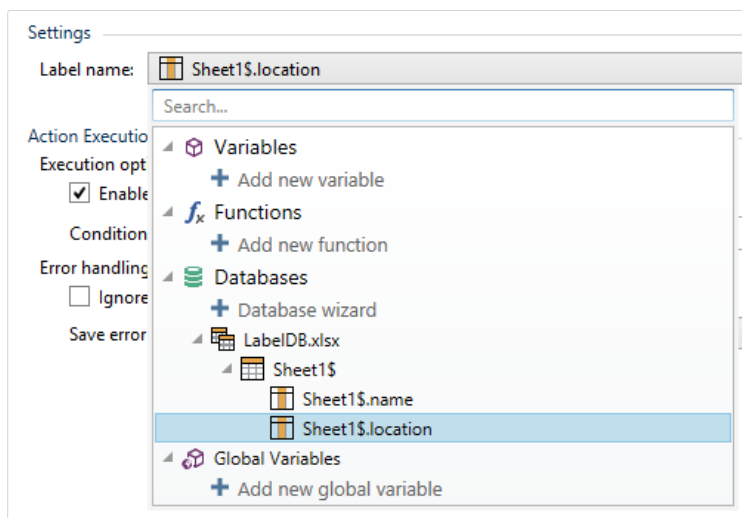 Settings
Label name: Sheet1$.location
Search...
Action Executio
Variables
Execution opt
Add new variable
Enable
fx Functions
Condition
Add new function
Error handling
Databases
Ignore
Database wizard
Save error
LabelDB.xlsx
Sheet1$
Sheet1$.name
Sheet1$.location
Global Variables
Add new global variable